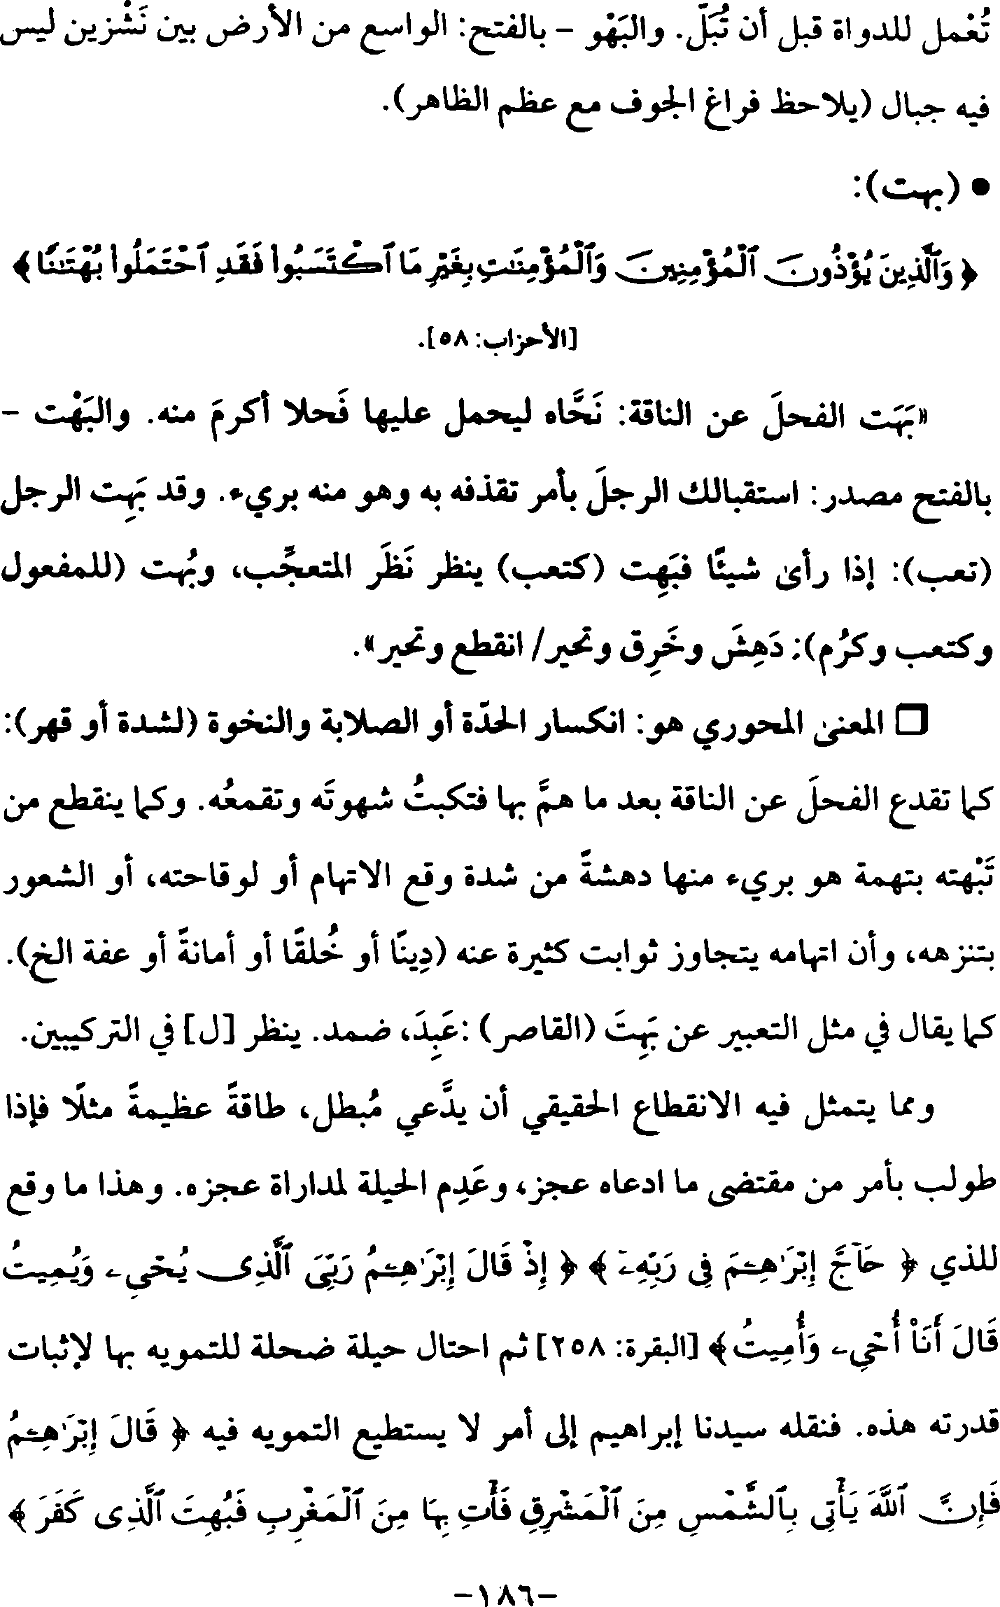 تُعْمل للدواة قبل أن تُبَلّ. والبَهْو – بالفتح: الواسع من الأرض بين نَشْزين ليس
فيه جبال (يلاحظ فراغ الجوف مع عظم الظاهر).
• (بهت):
﴿ وَٱلَّذِينَ يُؤْذُونَ ٱلْمُؤْمِنِينَ وَٱلْمُؤْمِنَٰتِ بِغَيْرِ مَا ٱكْتَسَبُوا۟ فَقَدِ ٱحْتَمَلُوا۟ بُهْتَٰنًا ﴾
[الأحزاب: ٥٨].
«بَهَت الفحلَ عن الناقة: نَحَّاه ليحمل عليها فَحلا أكرمَ منه. والبَهْت –
بالفتح مصدر: استقبالك الرجلَ بأمر تقذفه به وهو منه بريء. وقد بَهِت الرجل
(تعب): إذا رأى شيئًا فبَهِت (كتعب) ينظر نَظَر المتعجِّب، وبُهت (للمفعول
وكتعب وكرُم): دَهِشَ وخَرِق وتحير/ انقطع وتحير».
❒ المعنى المحوري هو: انكسار الحدّة أو الصلابة والنخوة (لشدة أو قهر):
كما تقدع الفحلَ عن الناقة بعد ما همَّ بها فتكبتُ شهوتَه وتقمعُه. وكما ينقطع من
تَبْهته بتهمة هو بريء منها دهشةً من شدة وقع الاتهام أو لوقاحته، أو الشعور
بتنزهه، وأن اتهامه يتجاوز ثوابت كثيرة عنه (دِينًا أو خُلقًا أو أمانةً أو عفة الخ).
كما يقال في مثل التعبير عن بَهِتَ (القاصر) :عَبِدَ، ضمد. ينظر [ل] في التركيبين.
ومما يتمثل فيه الانقطاع الحقيقي أن يدَّعي مُبطل، طاقةً عظيمةً مثلًا فإذا
طولب بأمر من مقتضى ما ادعاه عجز، وعَدِم الحيلة لمداراة عجزه. وهذا ما وقع
للذي ﴿ حَآجَّ إِبْرَٰهِـۧمَ فِى رَبِّهِۦٓ ﴾ ﴿ إِذْ قَالَ إِبْرَٰهِـۧمُ رَبِّىَ ٱلَّذِى يُحْىِۦ وَيُمِيتُ
قَالَ أَنَا۠ أُحْىِۦ وَأُمِيتُ ﴾ [البقرة: ٢٥٨] ثم احتال حيلة ضحلة للتمويه بها لإثبات
قدرته هذه. فنقله سيدنا إبراهيم إلى أمر لا يستطيع التمويه فيه ﴿ قَالَ إِبْرَٰهِـۧمُ
فَإِنَّ ٱللَّهَ يَأْتِى بِٱلشَّمْسِ مِنَ ٱلْمَشْرِقِ فَأْتِ بِهَا مِنَ ٱلْمَغْرِبِ فَبُهِتَ ٱلَّذِى كَفَرَ ﴾
-١٨٦-